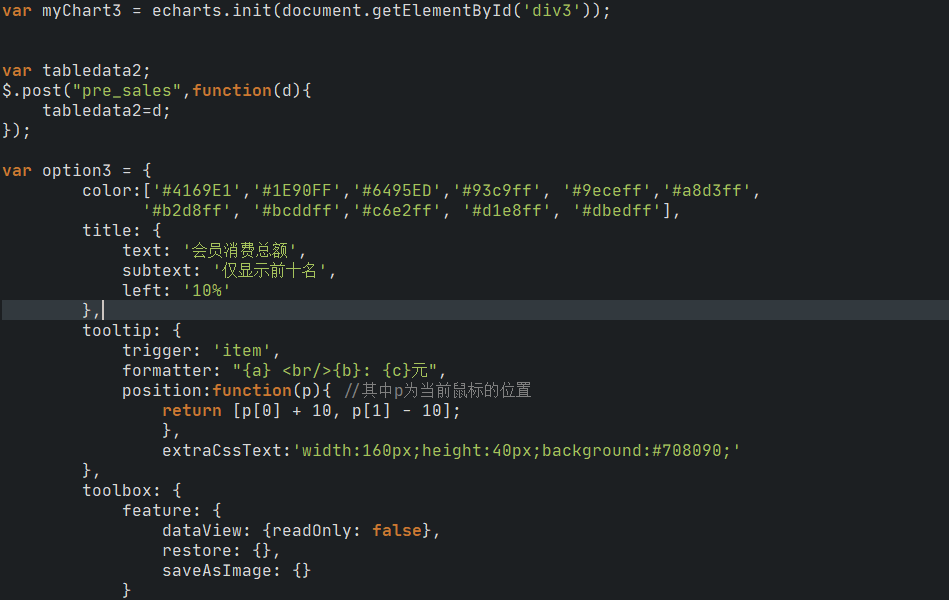 var myChart3 = echarts.init(document.getElementById('div3'));
var tabledata2;
$.post("pre_sales",function(d){
    tabledata2=d;
});
var option3 = {
        color:['#4169E1','#1E90FF','#6495ED','#93c9ff', '#9eceff','#a8d3ff',
              '#b2d8ff', '#bcddff','#c6e2ff', '#d1e8ff', '#dbedff'],
        title: {
            text: '会员消费总额',
            subtext: '仅显示前十名',
            left: '10%'
        },
        tooltip: {
            trigger: 'item',
            formatter: "{a} <br/>{b}: {c}元",
            position:function(p){ //其中p为当前鼠标的位置
                return [p[0] + 10, p[1] - 10];
                },
                extraCssText:'width:160px;height:40px;background:#708090;'
        },
        toolbox: {
            feature: {
                dataView: {readOnly: false},
                restore: {},
                saveAsImage: {}
            }